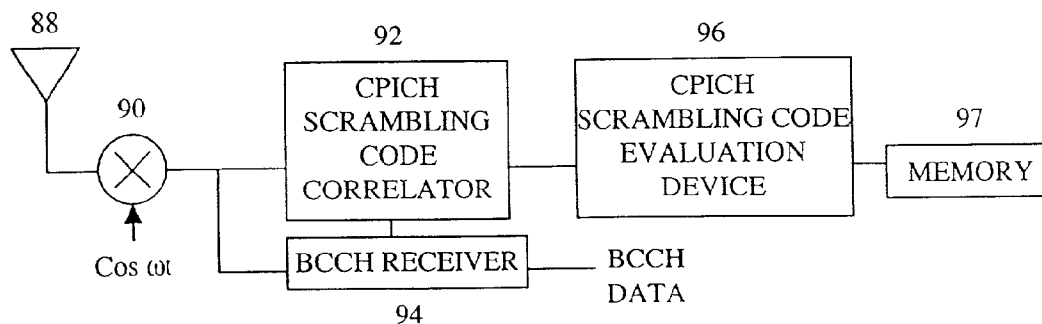 88
92
96
90
97
CPICH
SCRAMBLING
CODE
CORRELATOR
CPICH
SCRAMBLING CODE
EVALUATION
DEVICE
MEMORY
Cos ωt
BCCH RECEIVER
BCCH
DATA
94